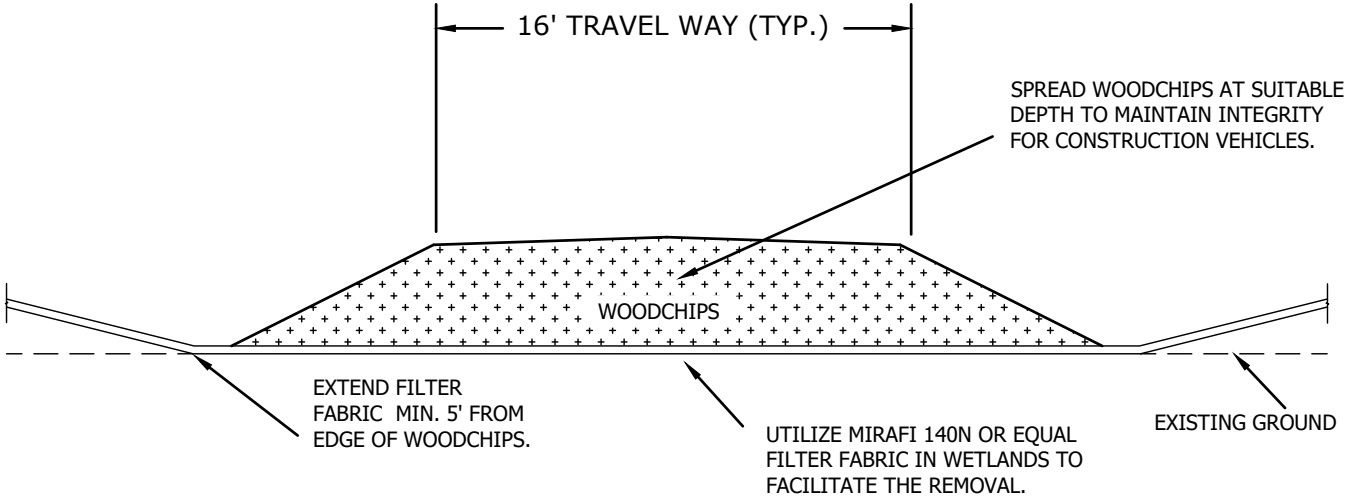 16' TRAVEL WAY (TYP.)
SPREAD WOODCHIPS AT SUITABLE
DEPTH TO MAINTAIN INTEGRITY
FOR CONSTRUCTION VEHICLES.
WOODCHIPS
EXTEND FILTER
FABRIC MIN. 5' FROM
EDGE OF WOODCHIPS.
UTILIZE MIRAFI 140N OR EQUAL
FILTER FABRIC IN WETLANDS TO
FACILITATE THE REMOVAL.
EXISTING GROUND